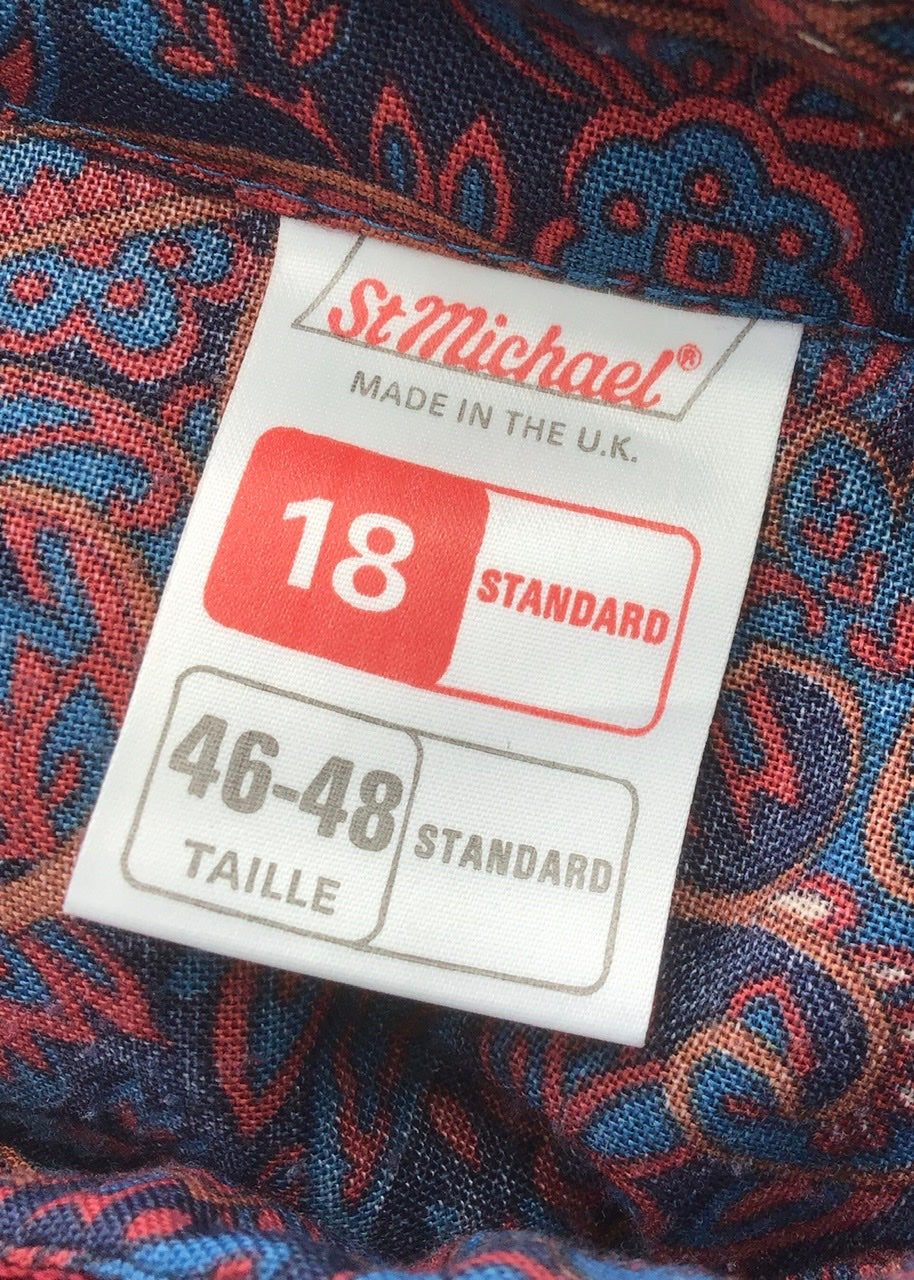 St Michael®
MADE IN THE U.K.
18 STANDARD
46-48 STANDARD
TAILLE